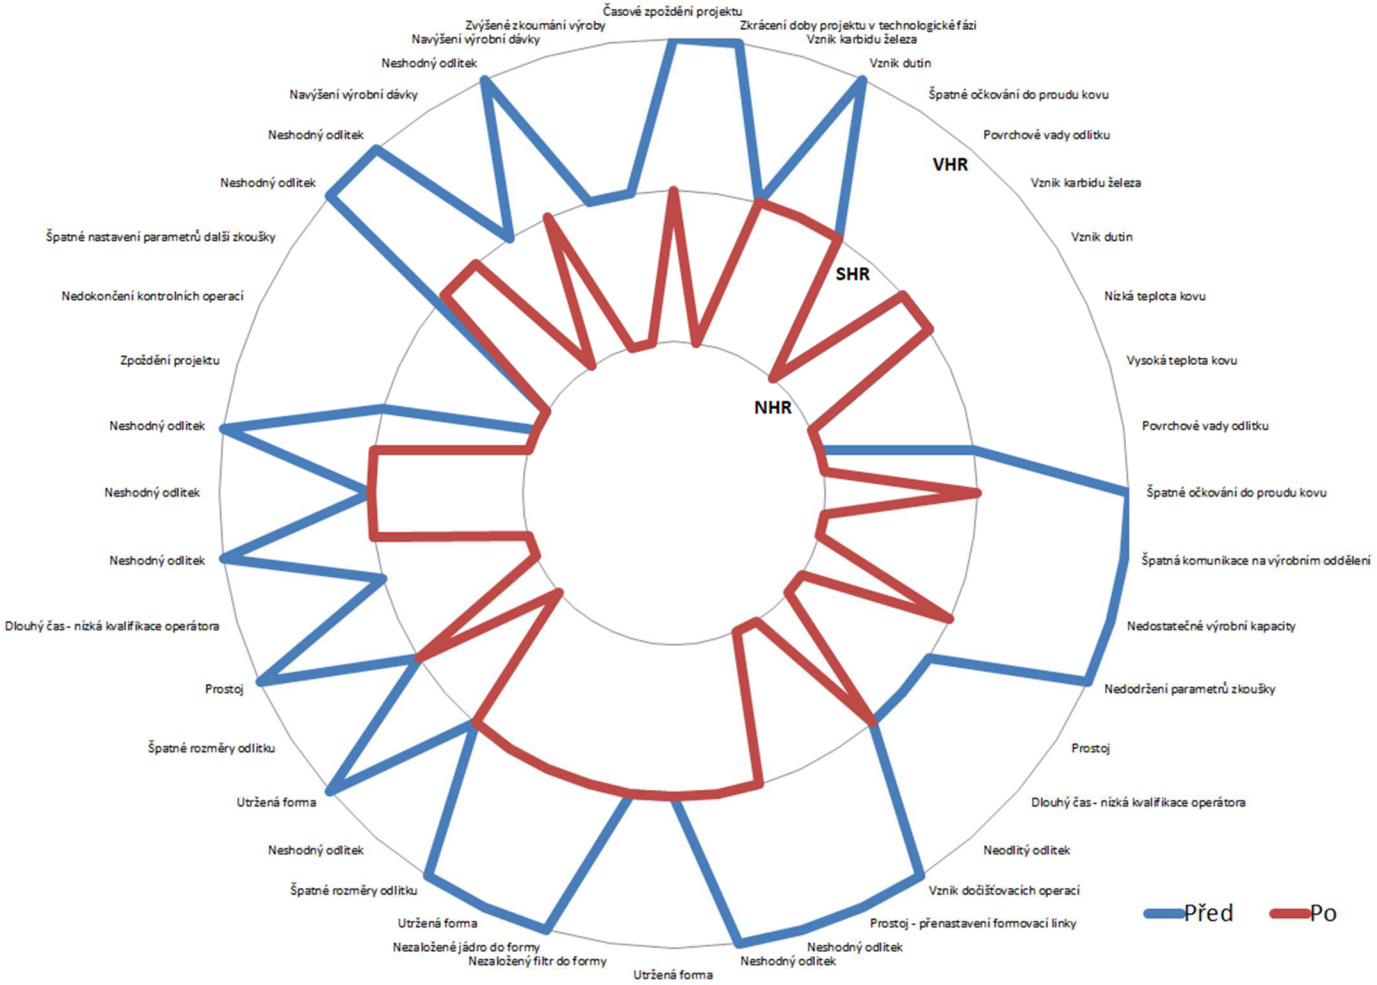 Časové zpoždění projektu
Zkrácení doby projektu v technologické fázi
Vznik karbidu železa
Vznik dutin
Špatné očkování do proudu kovu
Povrchové vady odlitku
Vznik karbidu železa
Vznik dutin
Nízká teplota kovu
Vysoká teplota kovu
Povrchové vady odlitku
Špatné očkování do proudu kovu
Špatná komunikace na výrobním oddělení
Nedostatečné výrobní kapacity
Nedodržení parametrů zkoušky
Prostoj
Dlouhý čas - nízká kvalifikace operátora
Neodlitý odlitek
Vznik dočišťovacích operací
Prostoj - přenastavení formovací linky
Neshodný odlitek
Neshodný odlitek
Utržená forma
Nezaložený filtr do formy
Nezaložené jádro do formy
Utržená forma
Špatné rozměry odlitku
Neshodný odlitek
Utržená forma
Špatné rozměry odlitku
Prostoj
Dlouhý čas - nízká kvalifikace operátora
Neshodný odlitek
Neshodný odlitek
Neshodný odlitek
Zpoždění projektu
Nedokončení kontrolních operací
Špatné nastavení parametrů další zkoušky
Neshodný odlitek
Neshodný odlitek
Navýšení výrobní dávky
Neshodný odlitek
Navýšení výrobní dávky
Zvýšené zkoumání výroby
VHR
SHR
NHR
Před
Po